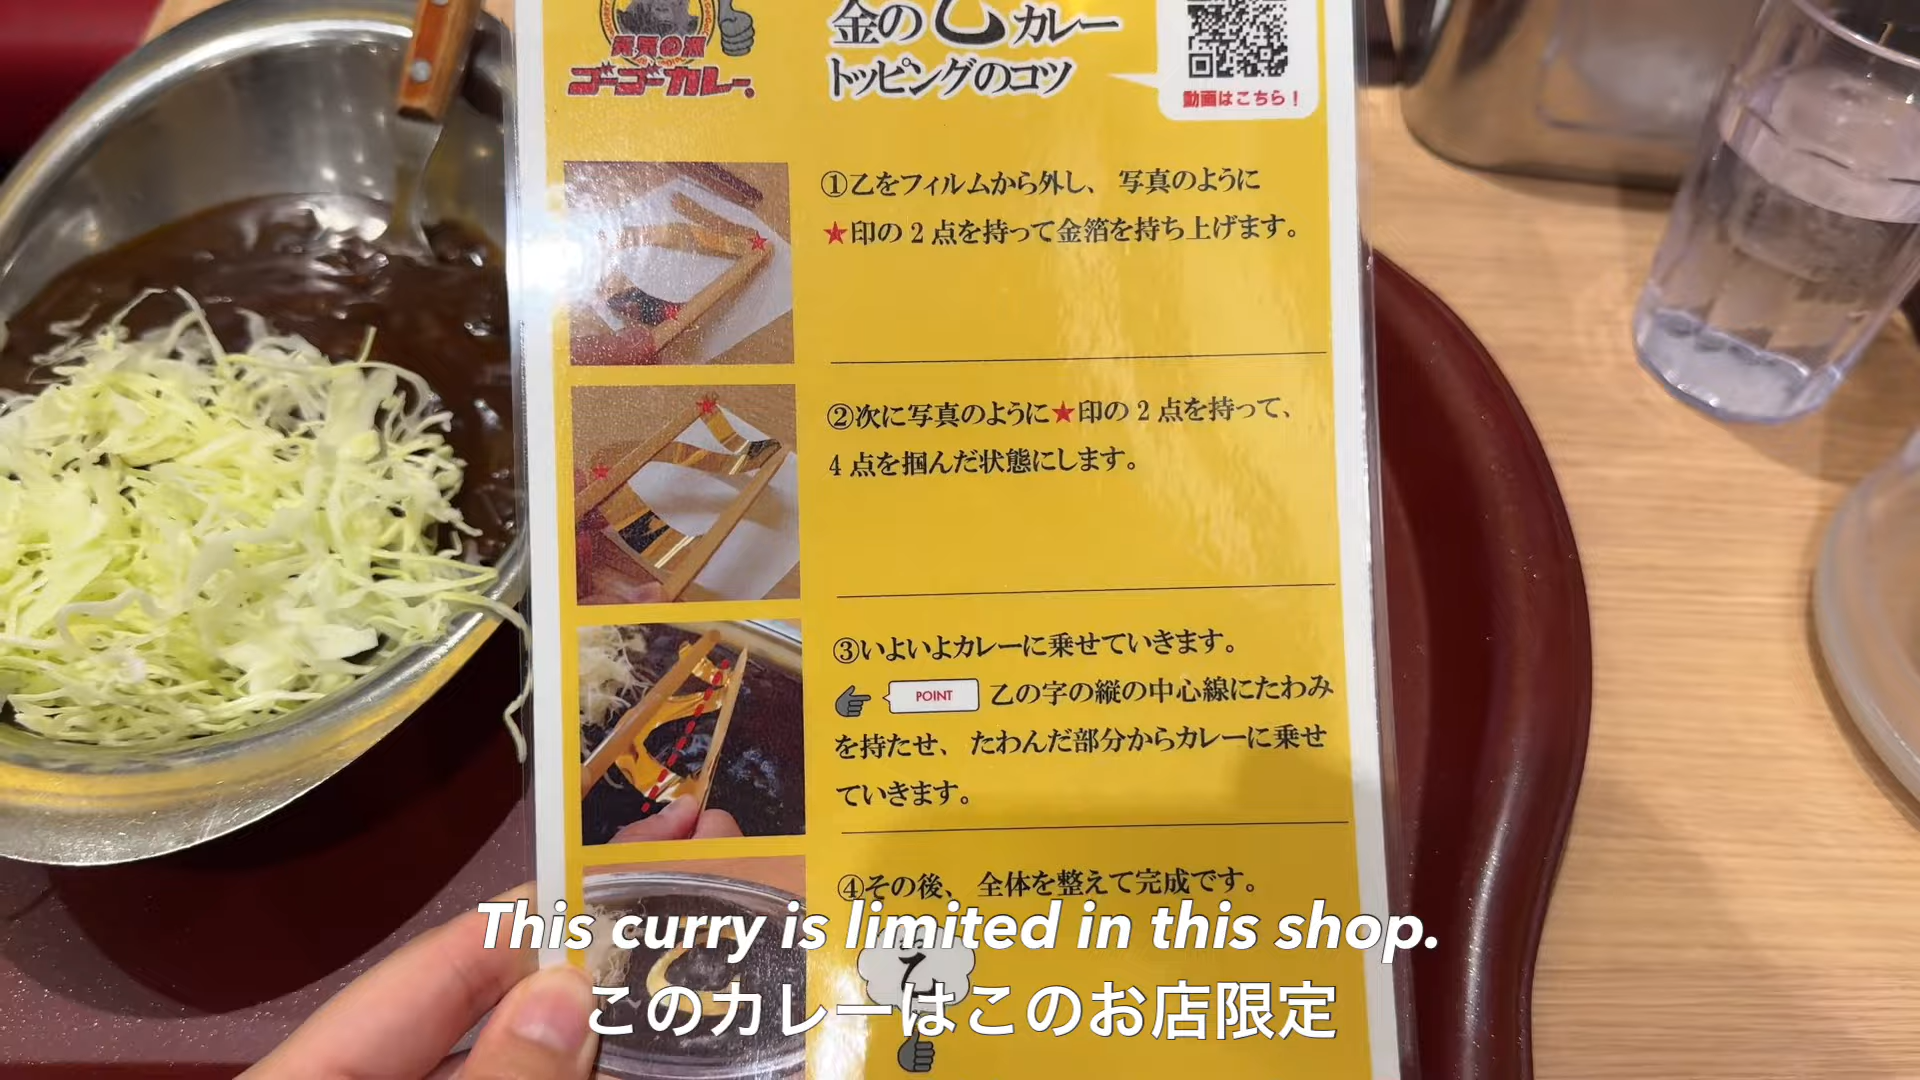 金の乙カレー
トッピングのコツ
ゴーゴーカレー
動画はこちら!
①乙をフィルムから外し、写真のように
★印の2点を持って金箔を持ち上げます。
②次に写真のように★印の2点を持って、
4点を掴んだ状態にします。
③いよいよカレーに乗せていきます。
POINT 乙の字の縦の中心線にたわみ
を持たせ、たわんだ部分からカレーに乗せ
ていきます。
④その後、全体を整えて完成です。
乙
This curry is limited in this shop.
このカレーはこのお店限定